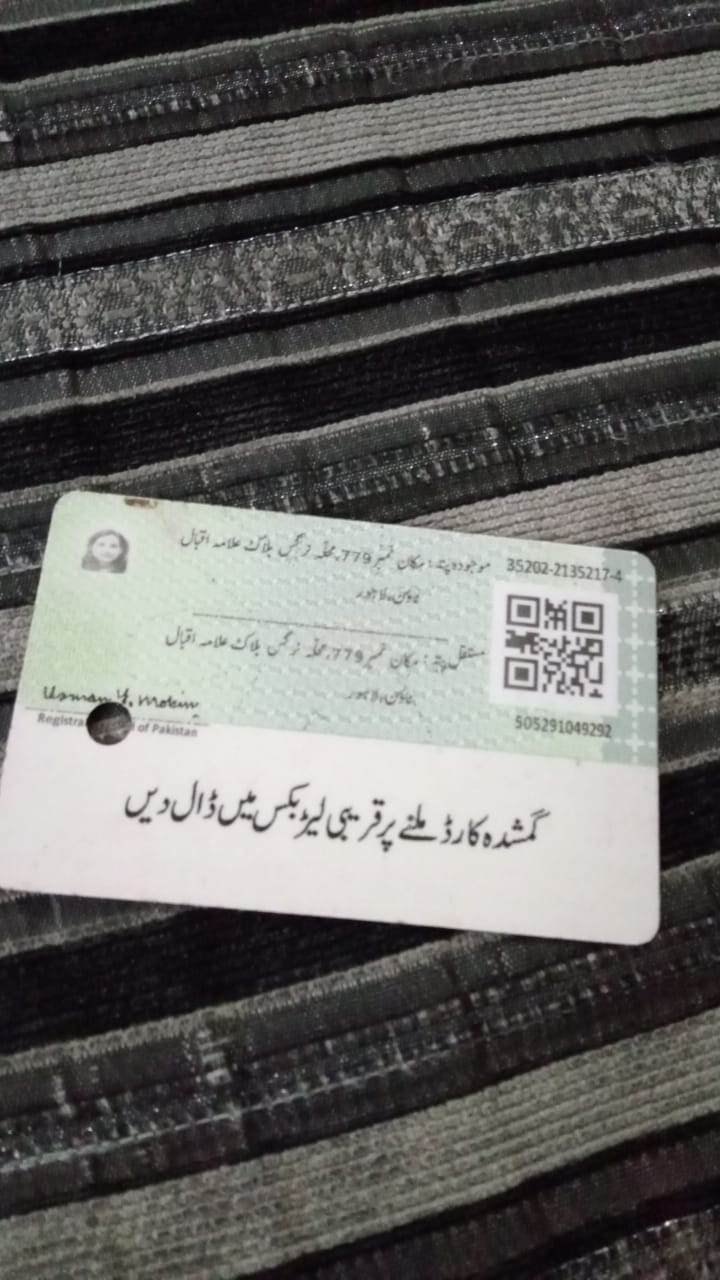 موجودہ پتہ: مکان نمبر 779، محلہ نرگس بلاک علامہ اقبال
ٹاؤن، لاہور
35202-2135217-4
مستقل پتہ: مکان نمبر 779، محلہ نرگس بلاک علامہ اقبال
ٹاؤن، لاہور
505291049292
Usman Y. Mobin
Registrar of Pakistan
گمشدہ کارڈ ملنے پر قریبی لیٹر بکس میں ڈال دیں